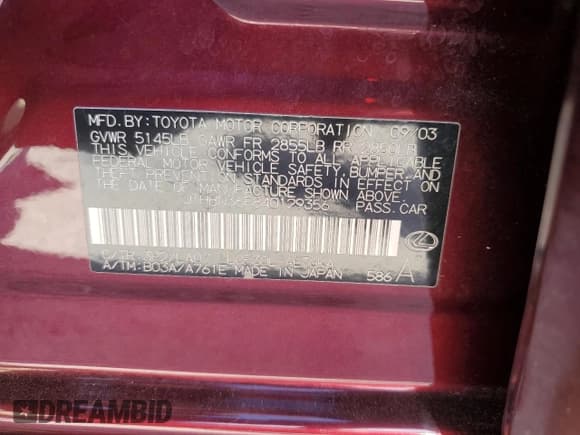 MFD. BY: TOYOTA MOTOR CORPORATION 09/03
GVWR 5145LB GAWR FR 2855LB RR
THIS VEHICLE CONFORMS TO ALL APPLICABLE
FEDERAL MOTOR VEHICLE SAFETY, BUMPER, AND
THEFT PREVENTION STANDARDS IN EFFECT ON
THE DATE OF MANUFACTURE SHOWN ABOVE.
PASS.CAR
C/TR:
A/TM: B03A/A761E MADE IN JAPAN 586 A
DREAMBID